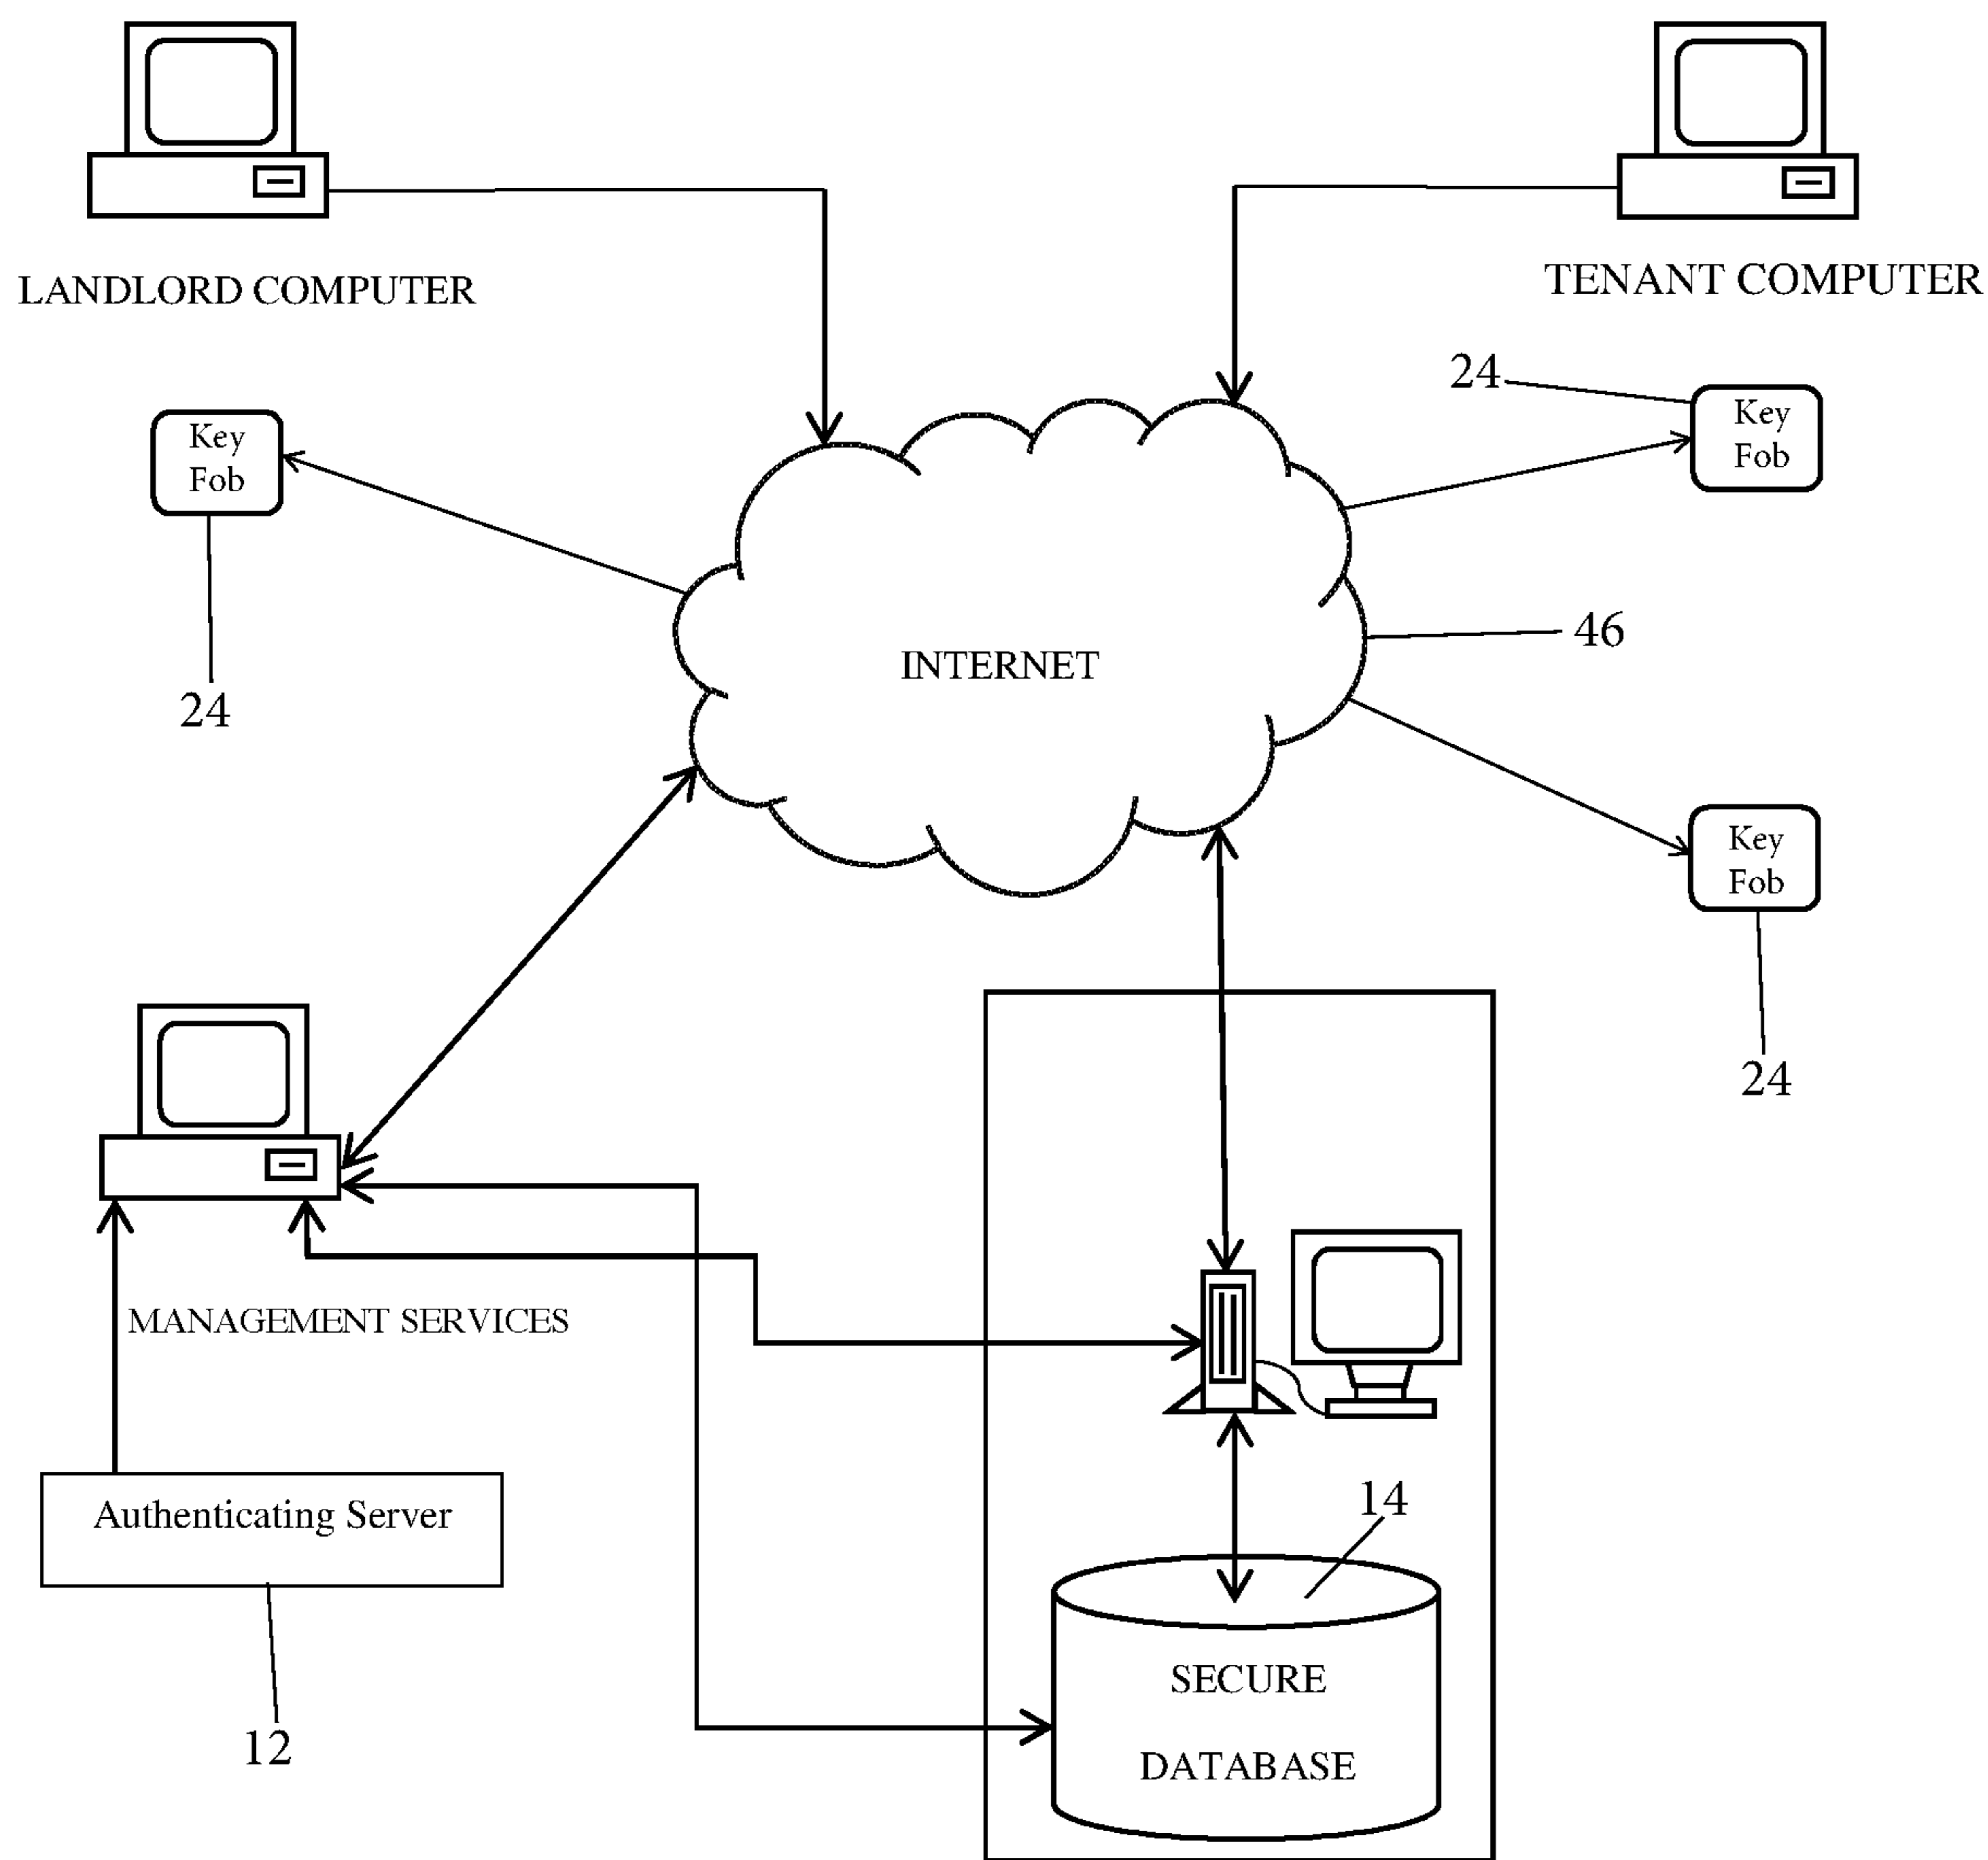 LANDLORD COMPUTER
TENANT COMPUTER
24
Key
Fob
Key
Fob
24
INTERNET
46
Key
Fob
24
MANAGEMENT SERVICES
Authenticating Server
12
14
SECURE
DATABASE